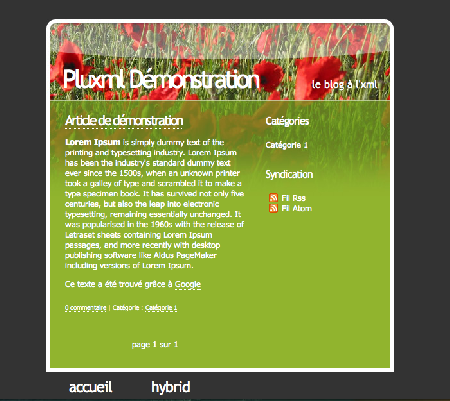 Pluxml Démonstration
le blog à l'xml
Article de démonstration
Lorem Ipsum is simply dummy text of the
printing and typesetting industry. Lorem Ipsum
has been the industry's standard dummy text
ever since the 1500s, when an unknown printer
took a galley of type and scrambled it to make a
type specimen book. It has survived not only five
centuries, but also the leap into electronic
typesetting, remaining essentially unchanged. It
was popularised in the 1960s with the release of
Letraset sheets containing Lorem Ipsum
passages, and more recently with desktop
publishing software like Aldus PageMaker
including versions of Lorem Ipsum.
Ce texte a été trouvé grâce à Google
0 commentaire | Catégorie : Catégorie 1
page 1 sur 1
Catégories
Catégorie 1
Syndication
Fil Rss
Fil Atom
accueil hybrid